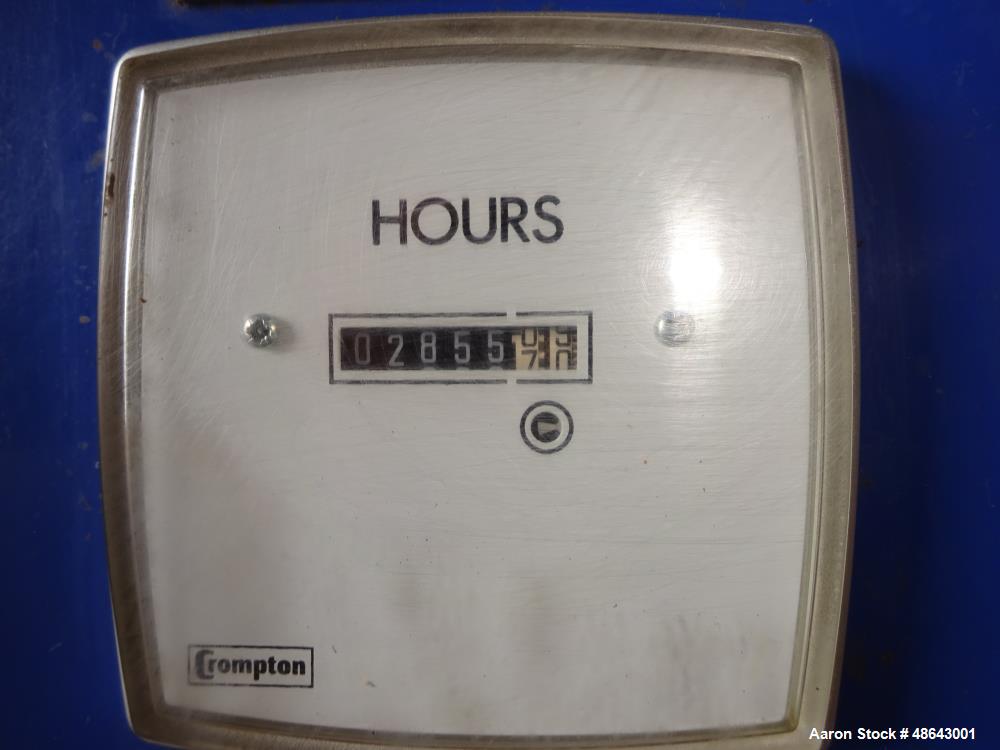 HOURS
02855
Crompton
Aaron Stock # 48643001